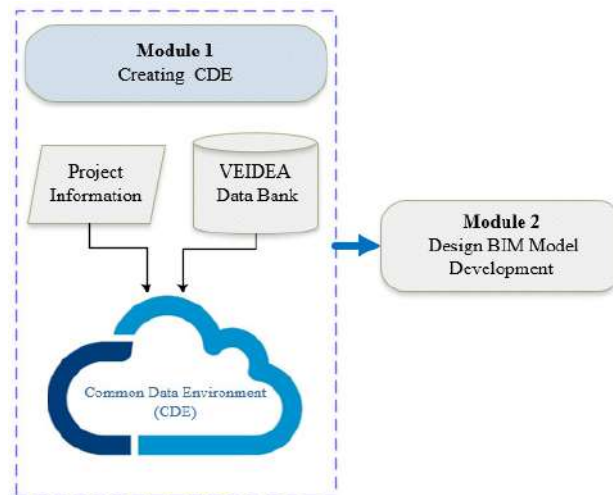 Module 1
Creating CDE
Project
Information
VEIDEA
Data Bank
Module 2
Design BIM Model
Development
Common Data Environment
(CDE)